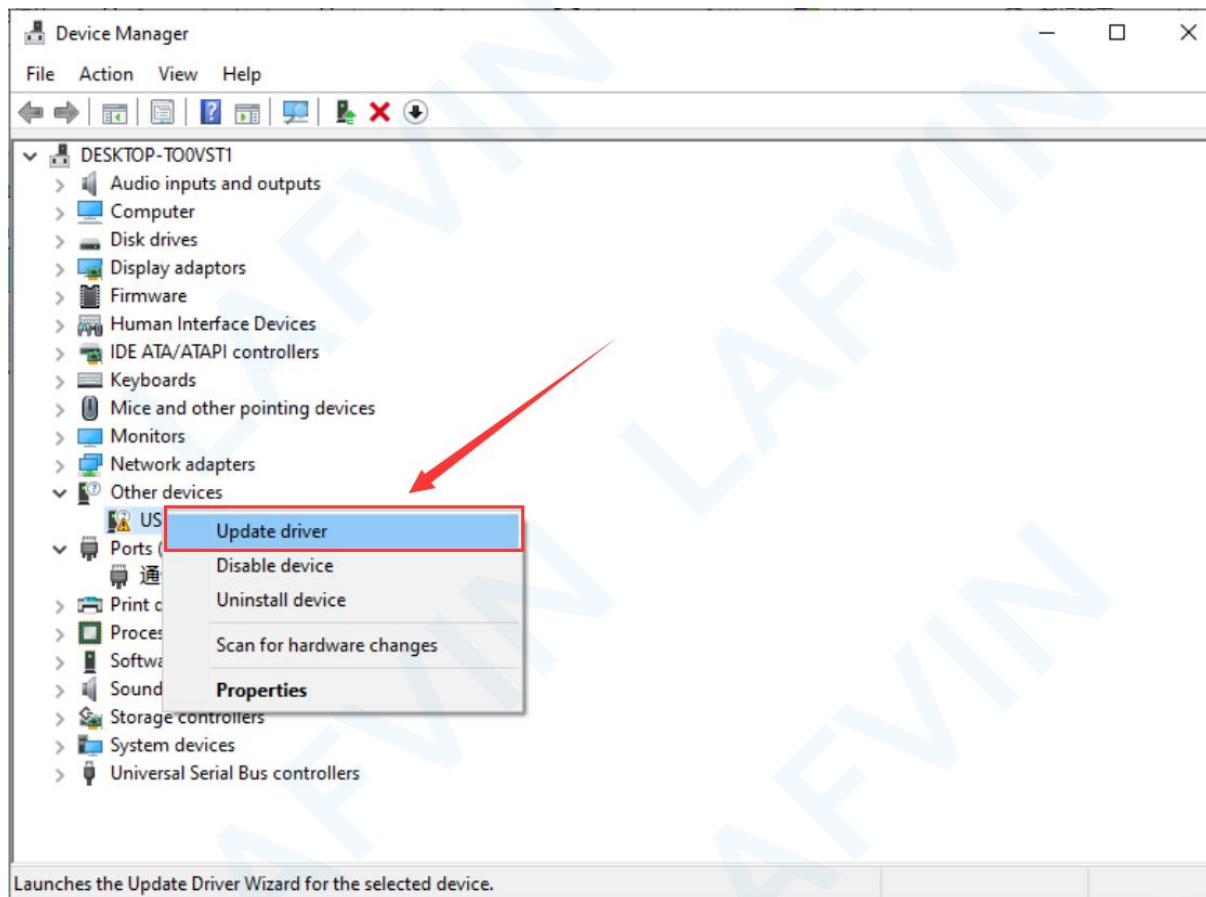 Device Manager
File Action View Help
DESKTOP-TO0VST1
Audio inputs and outputs
Computer
Disk drives
Display adaptors
Firmware
Human Interface Devices
IDE ATA/ATAPI controllers
Keyboards
Mice and other pointing devices
Monitors
Network adapters
Other devices
US
Update driver
Ports (
Disable device
通
Print
Uninstall device
Proces
Scan for hardware changes
Softwa
Sound
Properties
Storage controllers
System devices
Universal Serial Bus controllers
Launches the Update Driver Wizard for the selected device.
LAFVIN
LAFVIN
LAFVIN
LAFVIN